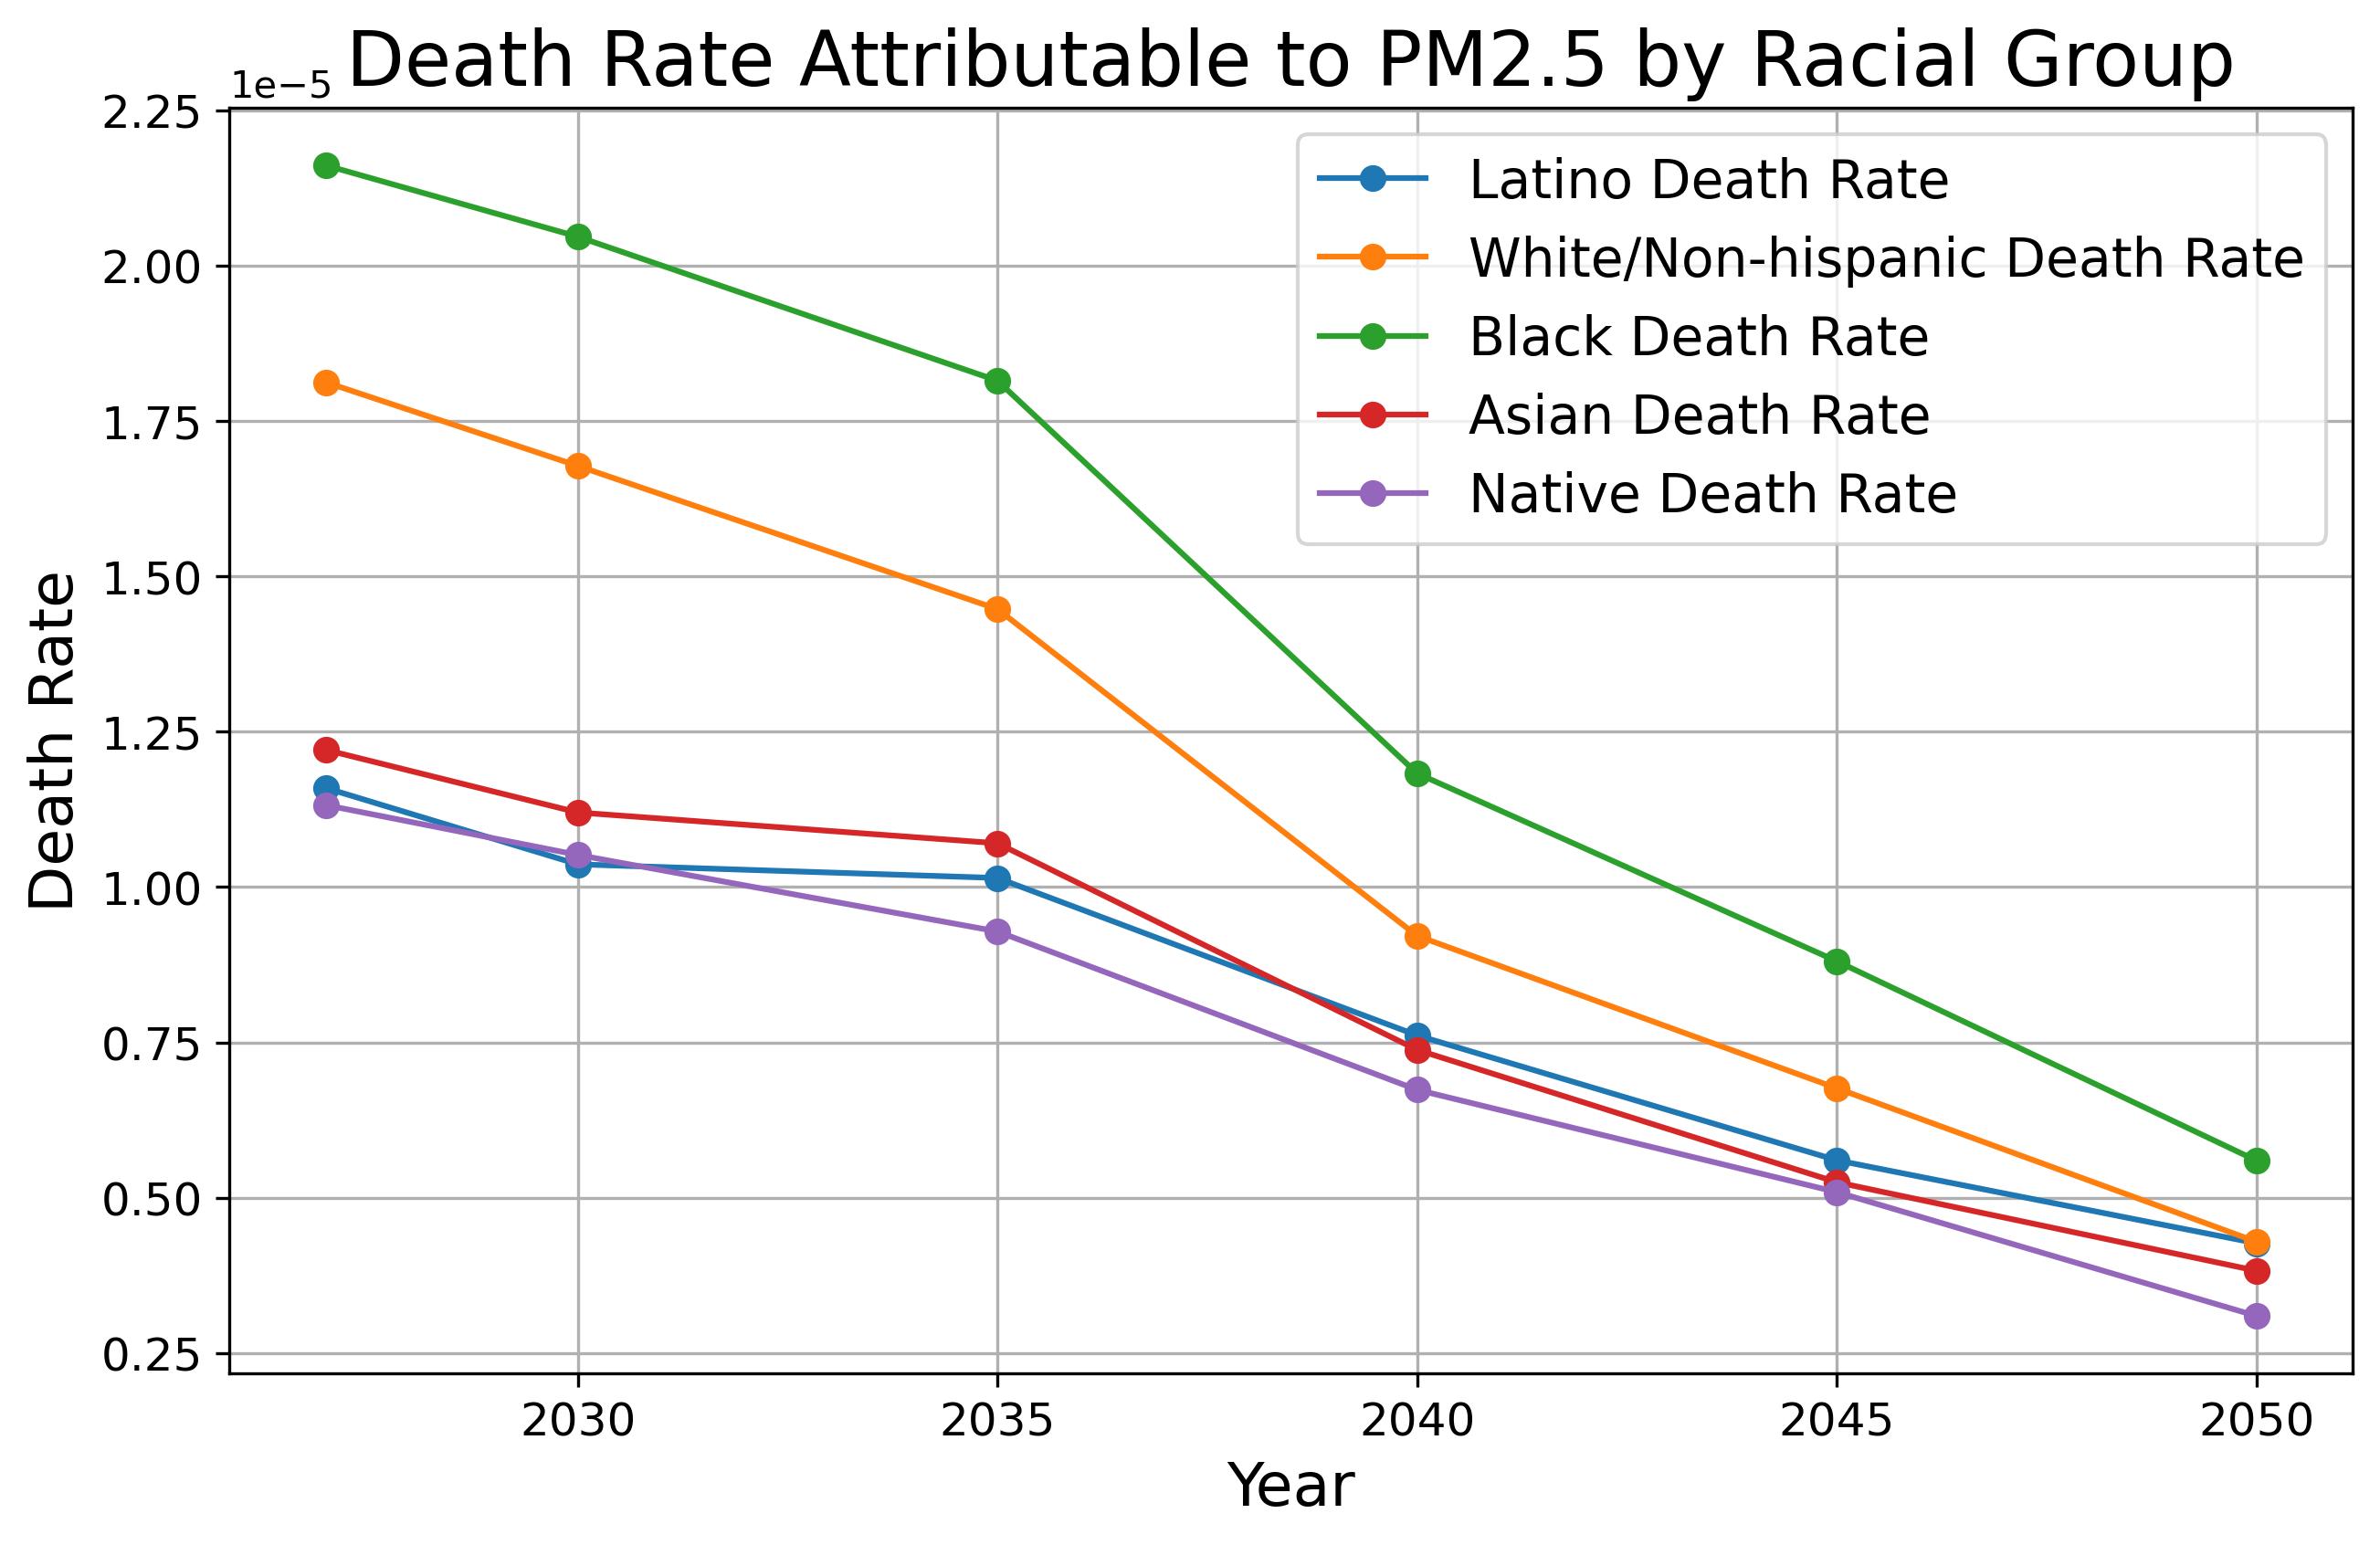 Death Rate Attributable to PM2.5 by Racial Group
1e−5
2.25
2.00
1.75
1.50
1.25
1.00
0.75
0.50
0.25
Death Rate
Latino Death Rate
White/Non-hispanic Death Rate
Black Death Rate
Asian Death Rate
Native Death Rate
2030 2035 2040 2045 2050
Year